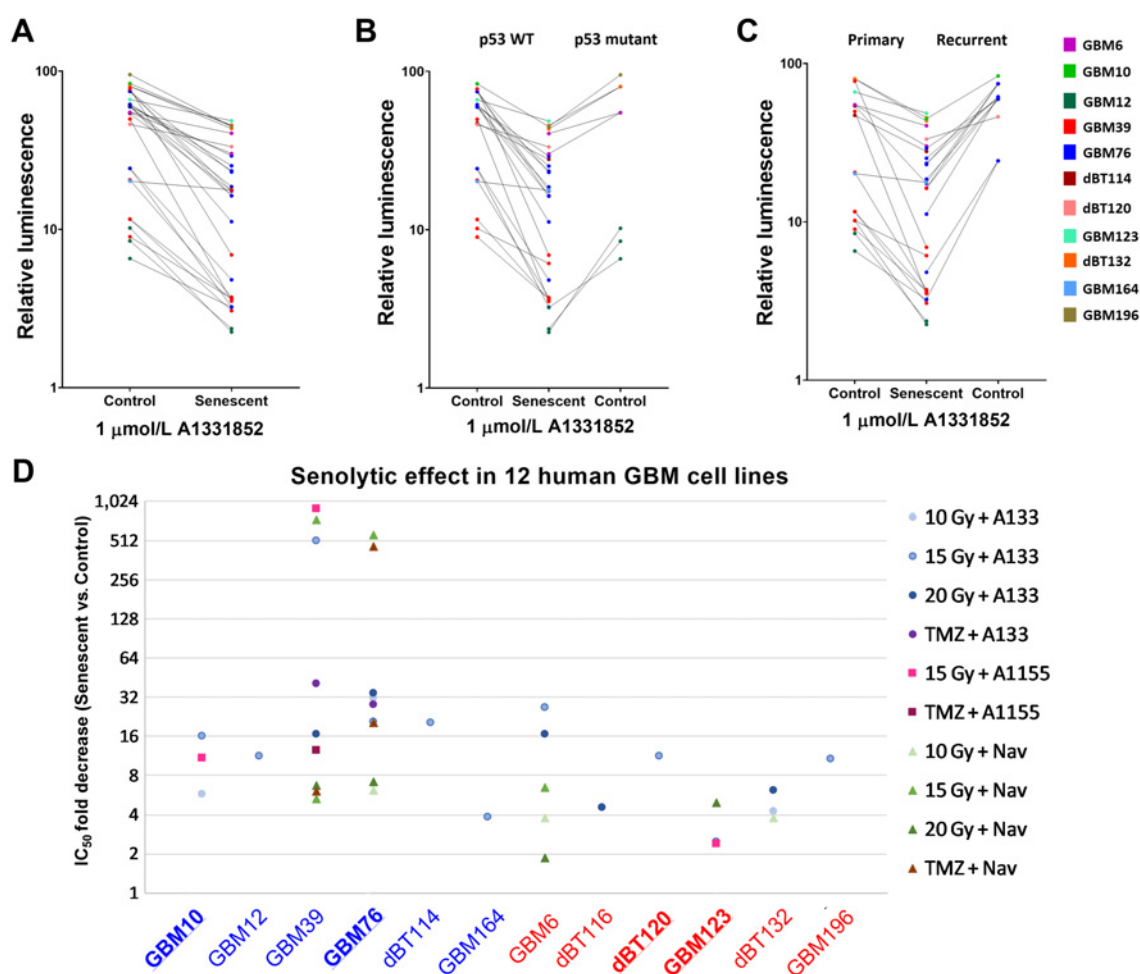 A
100
10
1
Relative luminescence
Control Senescent
1 μmol/L A1331852
B
p53 WT p53 mutant
100
10
1
Relative luminescence
Control Senescent Control
1 μmol/L A1331852
C
Primary Recurrent
100
10
1
Relative luminescence
Control Senescent Control
1 μmol/L A1331852
GBM6
GBM10
GBM12
GBM39
GBM76
dBT114
dBT120
GBM123
dBT132
GBM164
GBM196
D
Senolytic effect in 12 human GBM cell lines
IC50 fold decrease (Senescent vs. Control)
1,024
512
256
128
64
32
16
8
4
2
1
GBM10
GBM12
GBM39
GBM76
dBT114
GBM164
GBM6
dBT116
dBT120
GBM123
dBT132
GBM196
10 Gy + A133
15 Gy + A133
20 Gy + A133
TMZ + A133
15 Gy + A1155
TMZ + A1155
10 Gy + Nav
15 Gy + Nav
20 Gy + Nav
TMZ + Nav